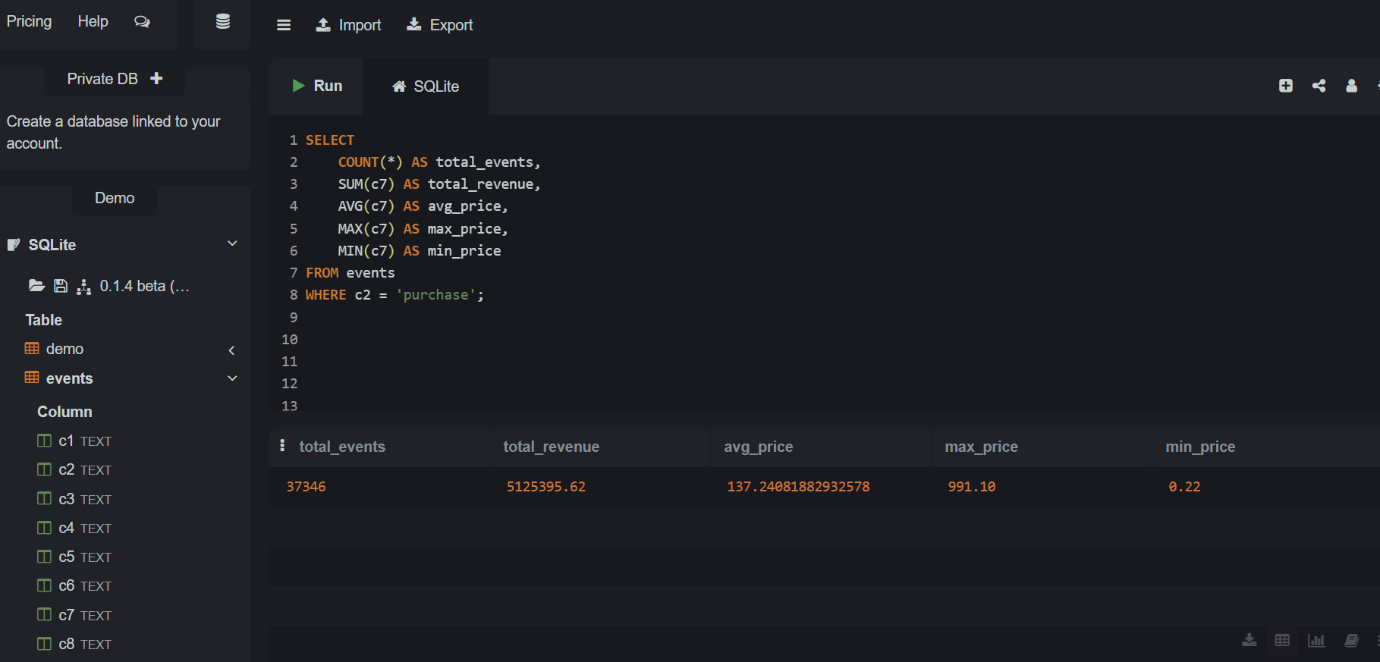 Pricing Help
Import Export
Private DB
Run SQLite
Create a database linked to your
account.
Demo
SQLite
0.1.4 beta (...
Table
demo
events
Column
c1 TEXT
c2 TEXT
c3 TEXT
c4 TEXT
c5 TEXT
c6 TEXT
c7 TEXT
c8 TEXT
1 SELECT
2 COUNT(*) AS total_events,
3 SUM(c7) AS total_revenue,
4 AVG(c7) AS avg_price,
5 MAX(c7) AS max_price,
6 MIN(c7) AS min_price
7 FROM events
8 WHERE c2 = 'purchase';
9
10
11
12
13
total_events total_revenue avg_price max_price min_price
37346 5125395.62 137.24081882932578 991.10 0.22